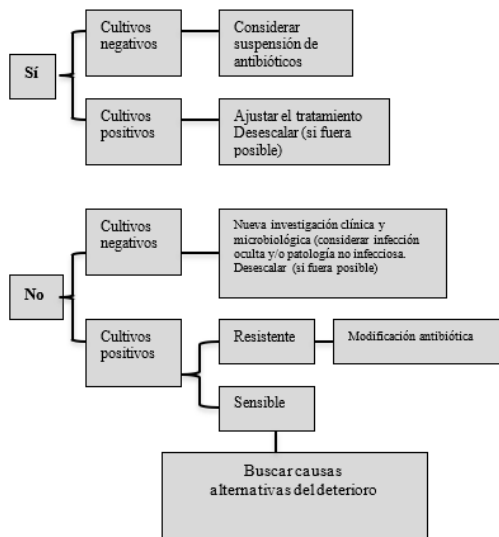 Sí
Cultivos
negativos
Considerar
suspensión de
antibióticos
Cultivos
positivos
Ajustar el tratamiento
Desescalar (si fuera
posible)
No
Cultivos
negativos
Nueva investigación clínica y
microbiológica (considerar infección
oculta y/o patología no infecciosa.
Desescalar (si fuera posible)
Cultivos
positivos
Resistente
Modificación antibiótica
Sensible
Buscar causas
alternativas del deterioro